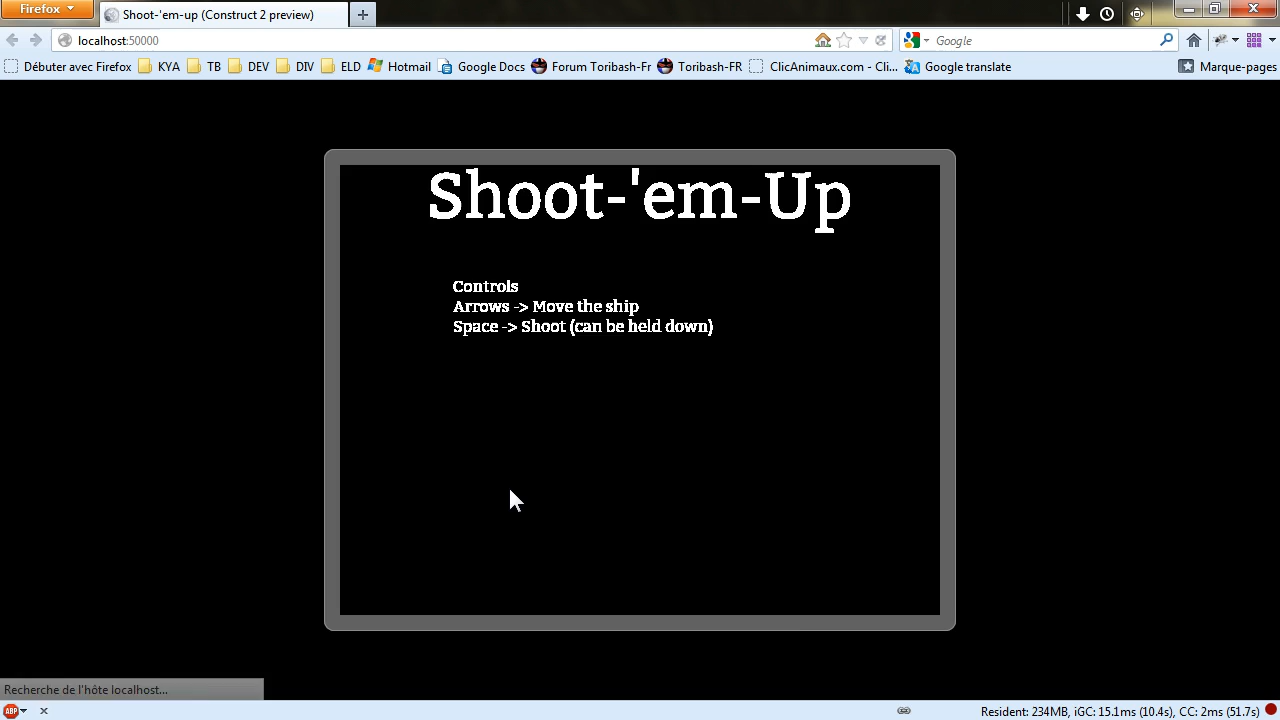 Firefox
Shoot-'em-up (Construct 2 preview)
localhost:50000
Google
Débuter avec Firefox KYA TB DEV DIV ELD Hotmail Google Docs Forum Toribash-Fr Toribash-FR ClicAnimaux.com - Cli... Google translate Marque-pages
Shoot-'em-Up
Controls
Arrows -> Move the ship
Space -> Shoot (can be held down)
Recherche de l'hôte localhost...
ABP Resident: 234MB, iGC: 15.1ms (10.4s), CC: 2ms (51.7s)